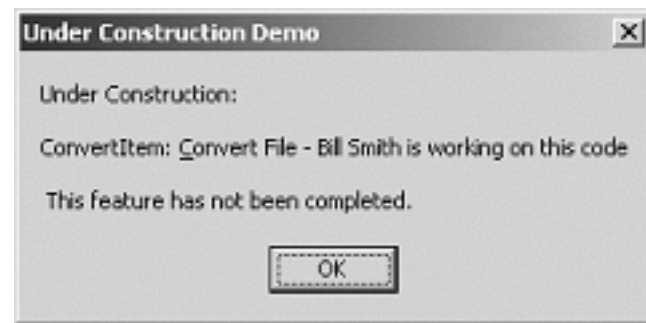 Under Construction Demo
Under Construction:
ConvertItem: Convert File - Bill Smith is working on this code
This feature has not been completed.
OK